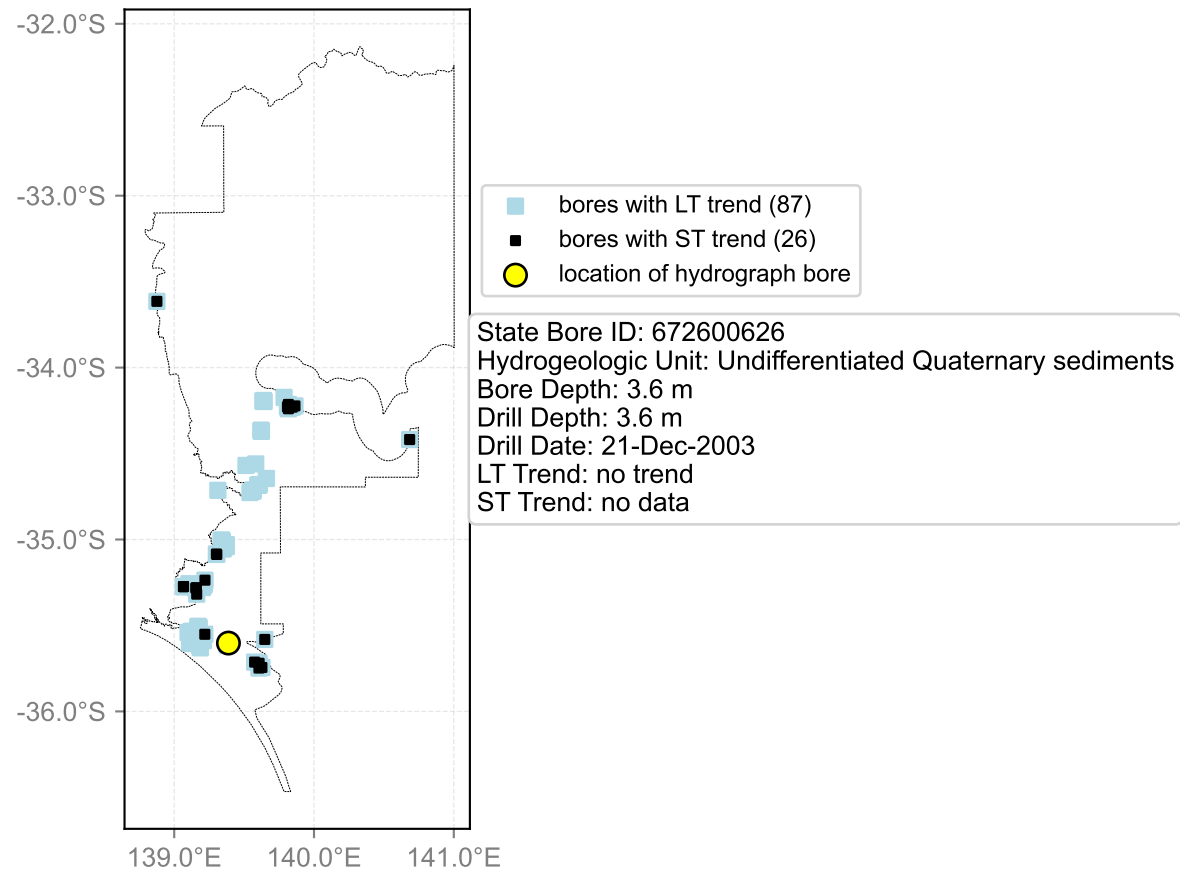 -32.0°S
-33.0°S
-34.0°S
-35.0°S
-36.0°S
139.0°E 140.0°E 141.0°E
bores with LT trend (87)
bores with ST trend (26)
location of hydrograph bore
State Bore ID: 672600626
Hydrogeologic Unit: Undifferentiated Quaternary sediments
Bore Depth: 3.6 m
Drill Depth: 3.6 m
Drill Date: 21-Dec-2003
LT Trend: no trend
ST Trend: no data